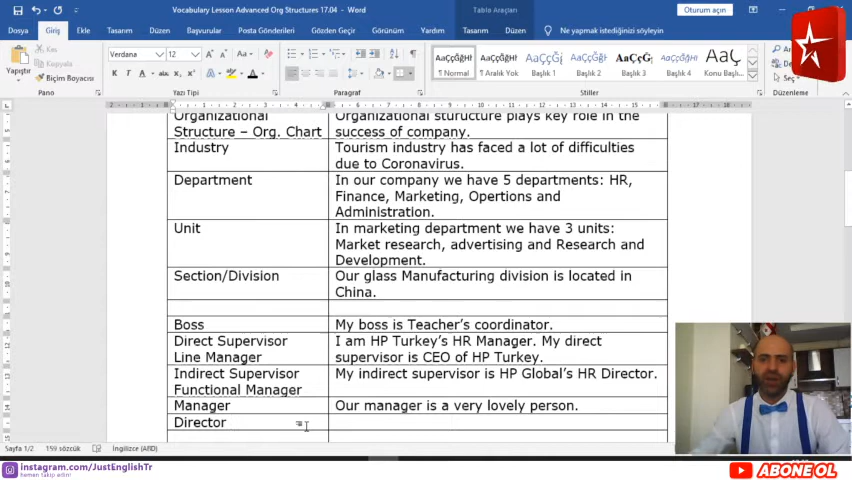 Vocabulary Lesson Advanced Org Structures 17.04 - Word
Tablo Araçları
Oturum açın
Dosya Giriş Ekle Tasarım Düzen Başvurular Postalar Gözden Geçir Görünüm Yardım Tasarım Düzen Ne yapmak istediğinizi söyleyin
Yapıştır
Kes
Kopyala
Biçim Boyacısı
Verdana 12
AaÇçĞğ AaÇçĞğ AaÇçĞ AaÇçĞğ AaÇçĞ AaÇçĞğ AaÇ
¶ Normal ¶ Aralık Yok Başlık 1 Başlık 2 Başlık 3 Başlık 4 Konu Başl...
Pano Yazı Tipi Paragraf Stiller Düzenleme
Organizational
Structure – Org. Chart
Organizational sturucture plays key role in the
success of company.
Industry
Tourism industry has faced a lot of difficulties
due to Coronavirus.
Department
In our company we have 5 departments: HR,
Finance, Marketing, Opertions and
Administration.
Unit
In marketing department we have 3 units:
Market research, advertising and Research and
Development.
Section/Division
Our glass Manufacturing division is located in
China.
Boss
My boss is Teacher's coordinator.
Direct Supervisor
Line Manager
I am HP Turkey's HR Manager. My direct
supervisor is CEO of HP Turkey.
Indirect Supervisor
Functional Manager
My indirect supervisor is HP Global's HR Director.
Manager
Our manager is a very lovely person.
Director
Sayfa 1/2 159 sözcük İngilizce (ABD)
instagram.com/JustEnglishTr
hemen takip edin!
ABONE OL